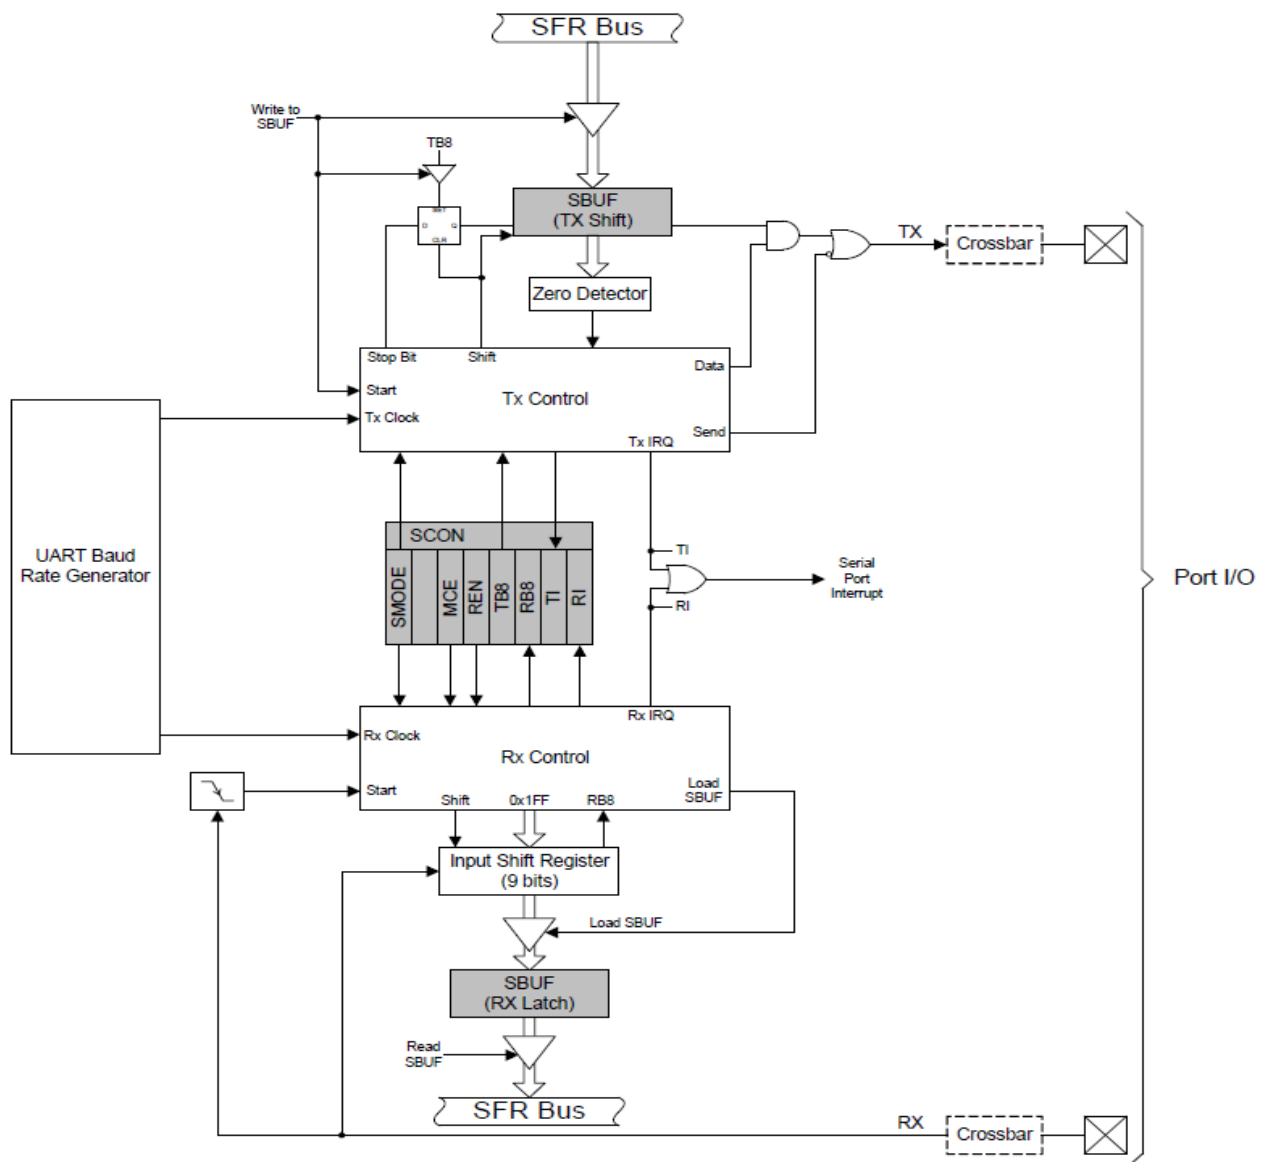 SFR Bus
Write to
SBUF
TB8
SBUF
(TX Shift)
SET
D
Q
CLR
TX
Crossbar
Zero Detector
Stop Bit
Shift
Data
Start
Tx Control
Tx Clock
Send
Tx IRQ
UART Baud
Rate Generator
SCON
SMODE
MCE
REN
TB8
RB8
TI
RI
TI
RI
Serial
Port
Interrupt
Port I/O
Rx IRQ
Rx Clock
Rx Control
Start
Load
SBUF
Shift
0x1FF
RB8
Input Shift Register
(9 bits)
Load SBUF
SBUF
(RX Latch)
Read
SBUF
SFR Bus
RX
Crossbar